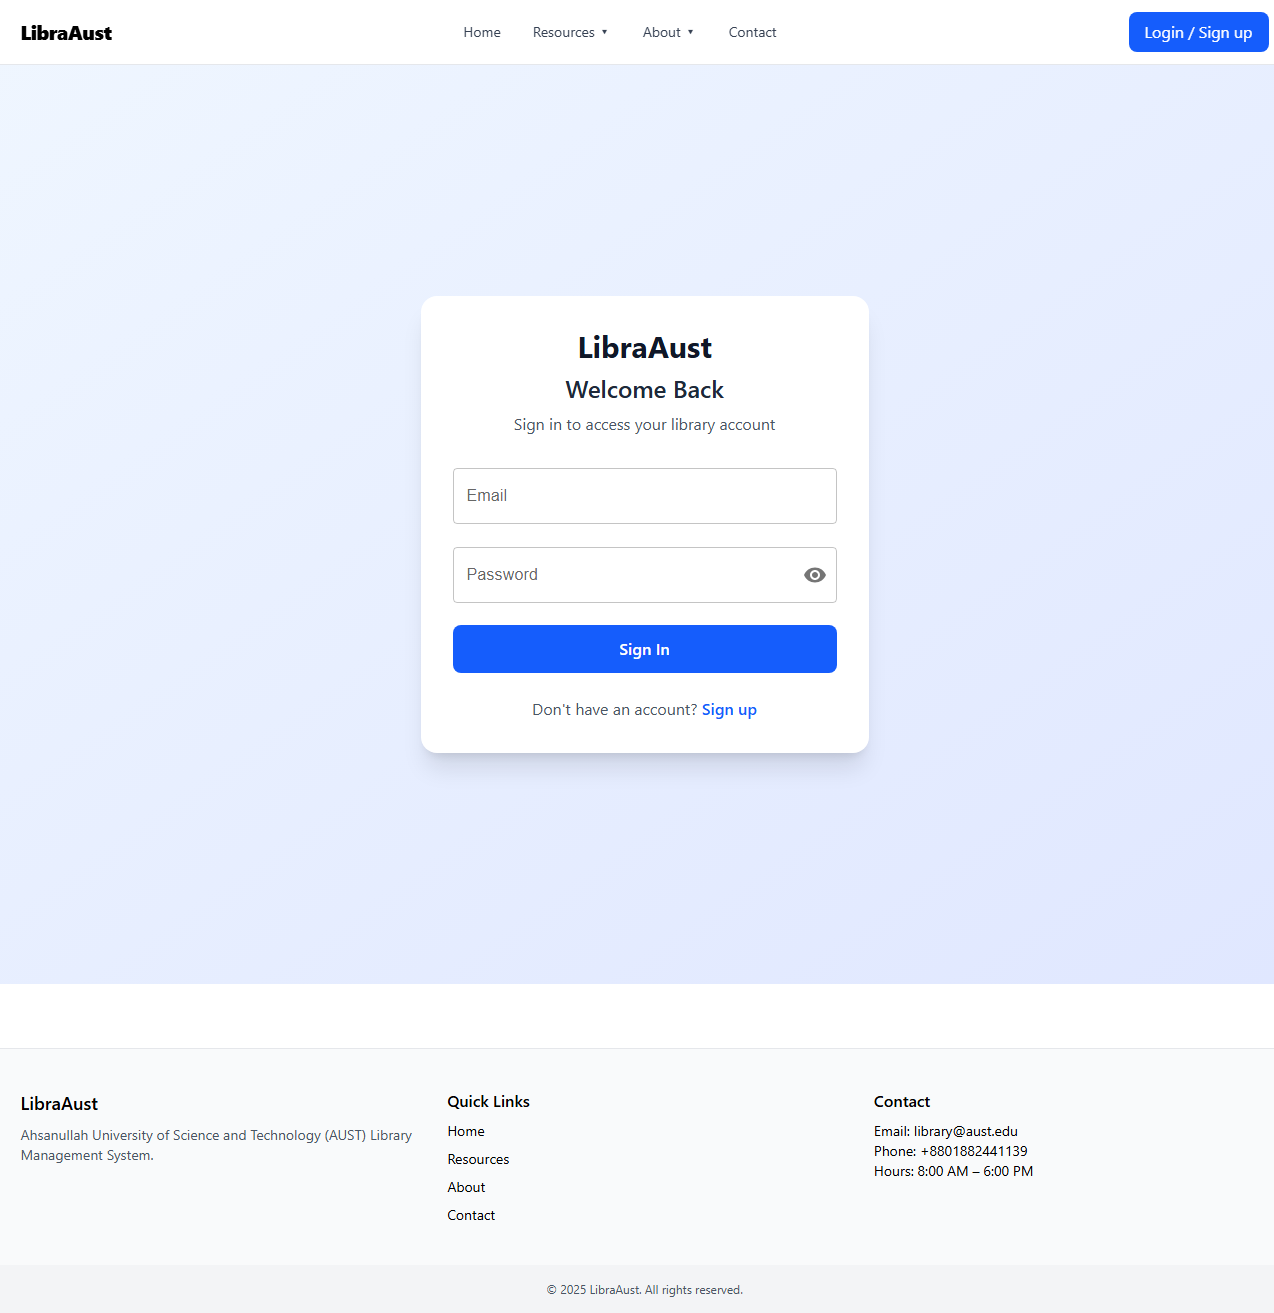 LibraAust
Home
Resources ▾
About ▾
Contact
Login / Sign up
LibraAust
Welcome Back
Sign in to access your library account
Email
Password
Sign In
Don't have an account? Sign up
LibraAust
Ahsanullah University of Science and Technology (AUST) Library
Management System.
Quick Links
Home
Resources
About
Contact
Contact
Email: library@aust.edu
Phone: +8801882441139
Hours: 8:00 AM – 6:00 PM
© 2025 LibraAust. All rights reserved.